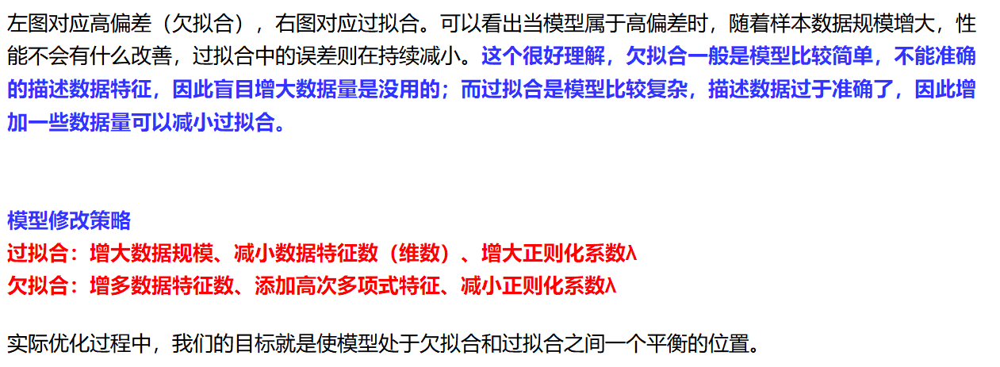 左图对应高偏差（欠拟合），右图对应过拟合。可以看出当模型属于高偏差时，随着样本数据规模增大，性
能不会有什么改善，过拟合中的误差则在持续减小。这个很好理解，欠拟合一般是模型比较简单，不能准确
的描述数据特征，因此盲目增大数据量是没用的；而过拟合是模型比较复杂，描述数据过于准确了，因此增
加一些数据量可以减小过拟合。
模型修改策略
过拟合：增大数据规模、减小数据特征数（维数）、增大正则化系数λ
欠拟合：增多数据特征数、添加高次多项式特征、减小正则化系数λ
实际优化过程中，我们的目标就是使模型处于欠拟合和过拟合之间一个平衡的位置。